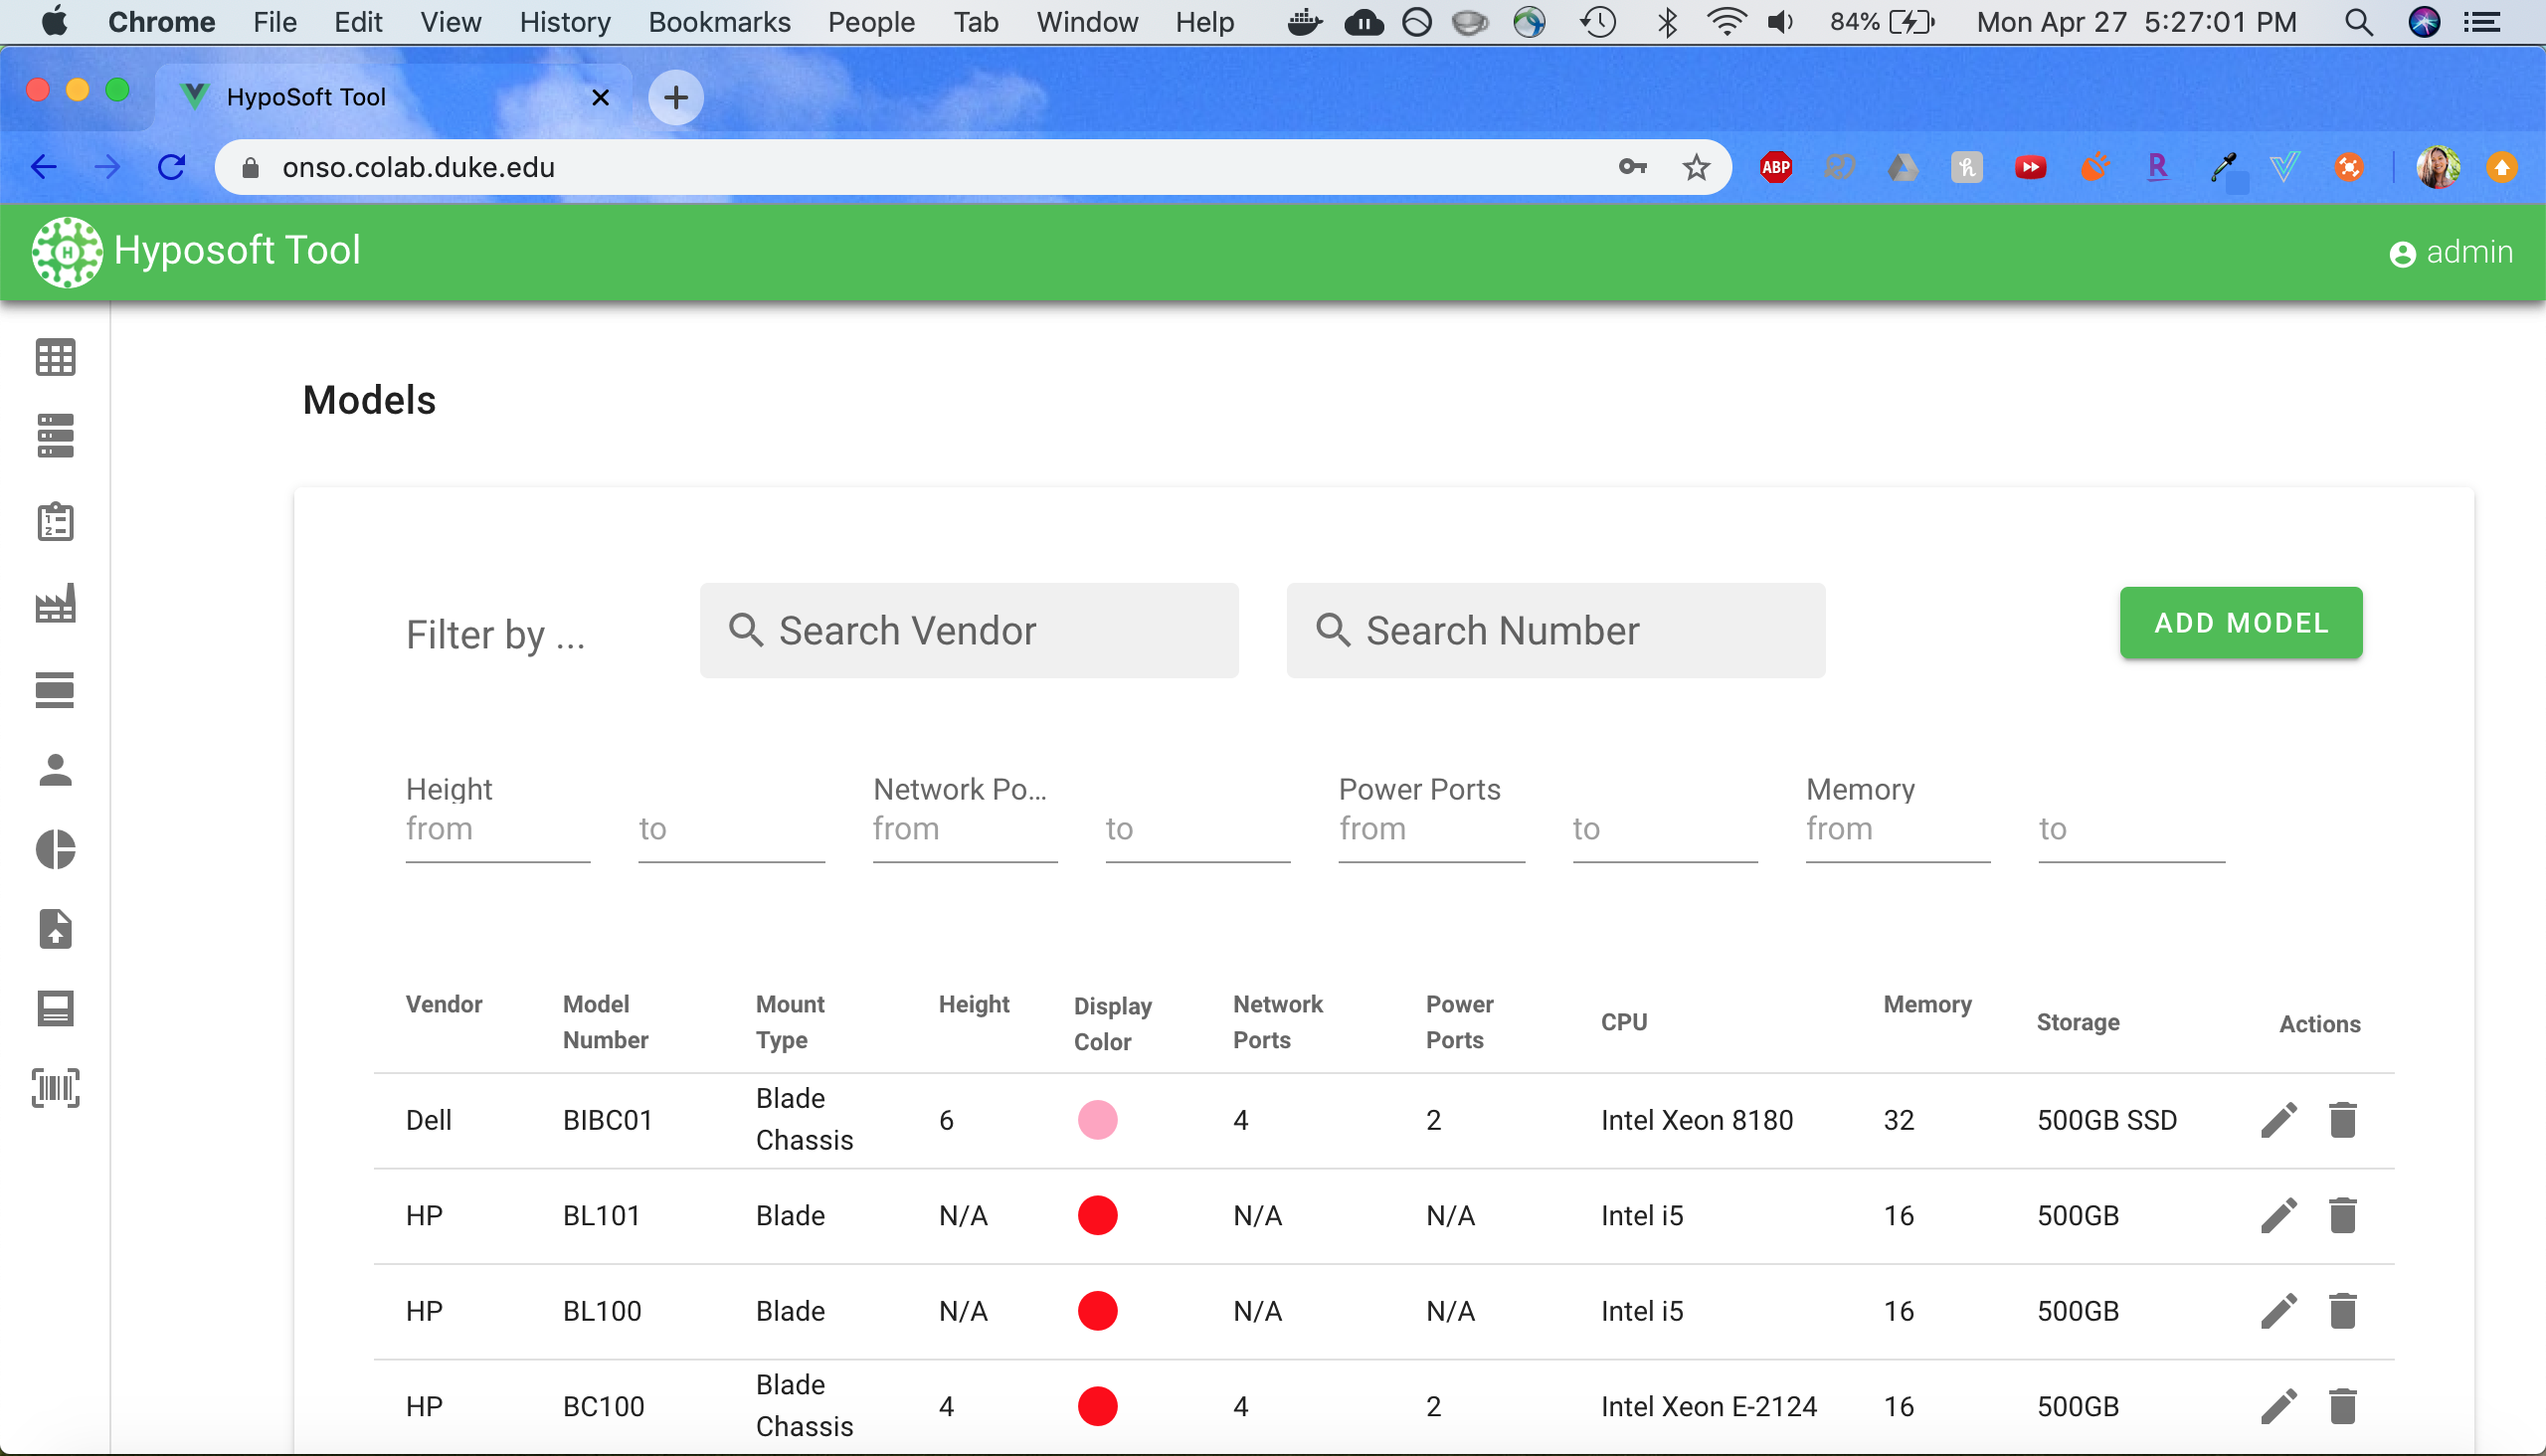 Chrome File Edit View History Bookmarks People Tab Window Help 84% Mon Apr 27 5:27:01 PM
HypoSoft Tool
onso.colab.duke.edu ABP h R
H Hyposoft Tool admin
Models
Filter by ... Search Vendor Search Number ADD MODEL
Height Network Po... Power Ports Memory
from to from to from to from to
Vendor Model Number Mount Type Height Display Color Network Ports Power Ports CPU Memory Storage Actions
Dell BIBC01 Blade Chassis 6 4 2 Intel Xeon 8180 32 500GB SSD
HP BL101 Blade N/A N/A N/A Intel i5 16 500GB
HP BL100 Blade N/A N/A N/A Intel i5 16 500GB
HP BC100 Blade Chassis 4 4 2 Intel Xeon E-2124 16 500GB